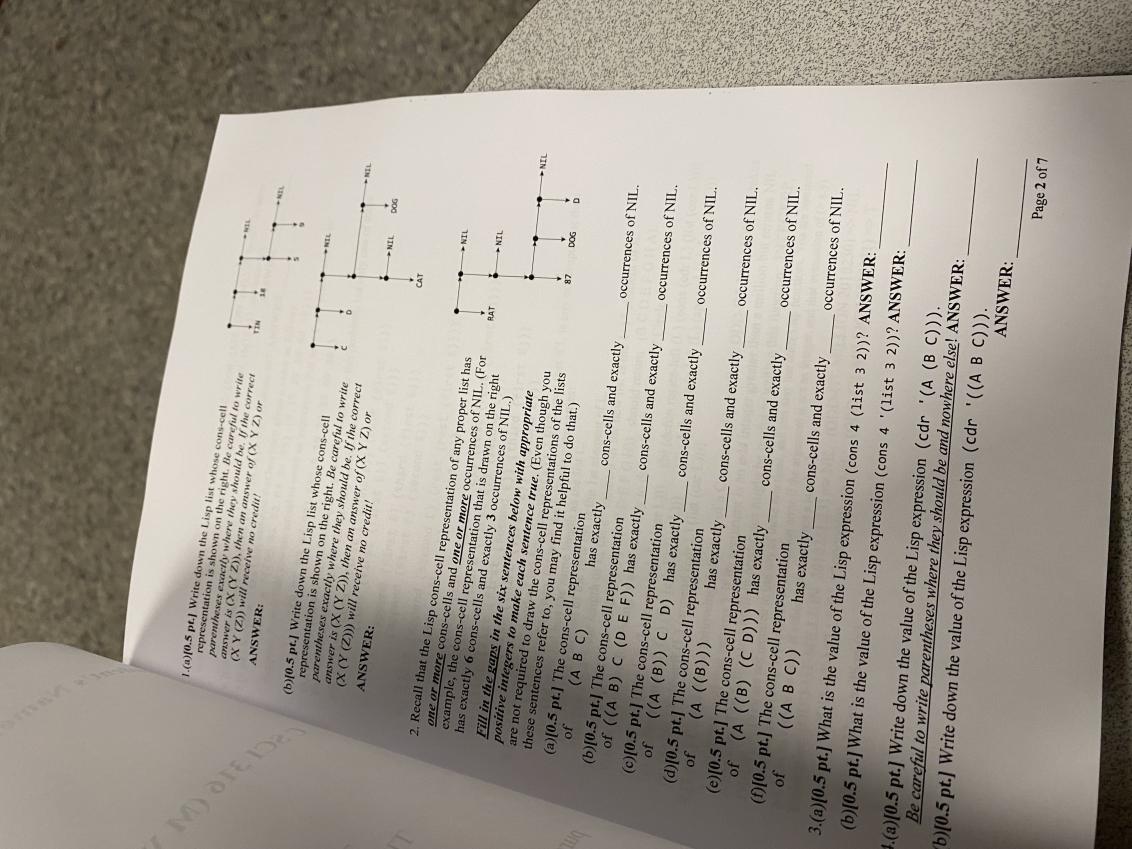 1.(a)[0.5 pt.] Write down the Lisp list whose cons-cell
representation is shown on the right. Be careful to write
parentheses exactly where they should be. If the correct
answer is (X (Y Z)), then an answer of (X Y Z) or
(X Y (Z)) will receive no credit!
ANSWER:
NIL
TIN
18
NIL
5
9
(b)[0.5 pt.] Write down the Lisp list whose cons-cell
representation is shown on the right. Be careful to write
parentheses exactly where they should be. If the correct
answer is (X (Y Z)), then an answer of (X Y Z) or
(X (Y (Z))) will receive no credit!
ANSWER:
NIL
C
D
NIL
NIL
DOG
CAT
2. Recall that the Lisp cons-cell representation of any proper list has
one or more cons-cells and one or more occurrences of NIL. (For
example, the cons-cell representation that is drawn on the right
has exactly 6 cons-cells and exactly 3 occurrences of NIL.)
Fill in the gaps in the six sentences below with appropriate
positive integers to make each sentence true. (Even though you
are not required to draw the cons-cell representations of the lists
these sentences refer to, you may find it helpful to do that.)
NIL
RAT
NIL
NIL
87
DOG
D
(a)[0.5 pt.] The cons-cell representation
of (A B C) has exactly ____ cons-cells and exactly ____ occurrences of NIL.
(b)[0.5 pt.] The cons-cell representation
of ((A B) C (D E F)) has exactly ____ cons-cells and exactly ____ occurrences of NIL.
(c)[0.5 pt.] The cons-cell representation
of ((A (B)) C D) has exactly ____ cons-cells and exactly ____ occurrences of NIL.
(d)[0.5 pt.] The cons-cell representation
of (A ((B))) has exactly ____ cons-cells and exactly ____ occurrences of NIL.
(e)[0.5 pt.] The cons-cell representation
of (A ((B) (C D))) has exactly ____ cons-cells and exactly ____ occurrences of NIL.
(f)[0.5 pt.] The cons-cell representation
of ((A B C)) has exactly ____ cons-cells and exactly ____ occurrences of NIL.
3.(a)[0.5 pt.] What is the value of the Lisp expression (cons 4 (list 3 2))? ANSWER: ________
(b)[0.5 pt.] What is the value of the Lisp expression (cons 4 '(list 3 2))? ANSWER: ________
4.(a)[0.5 pt.] Write down the value of the Lisp expression (cdr '(A (B C))).
Be careful to write parentheses where they should be and nowhere else! ANSWER: ________
(b)[0.5 pt.] Write down the value of the Lisp expression (cdr '((A B C))).
ANSWER: ________
Page 2 of 7